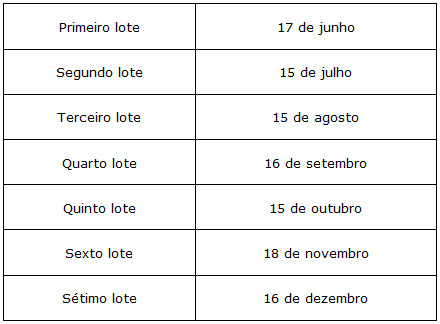 Primeiro lote 17 de junho
Segundo lote 15 de julho
Terceiro lote 15 de agosto
Quarto lote 16 de setembro
Quinto lote 15 de outubro
Sexto lote 18 de novembro
Sétimo lote 16 de dezembro